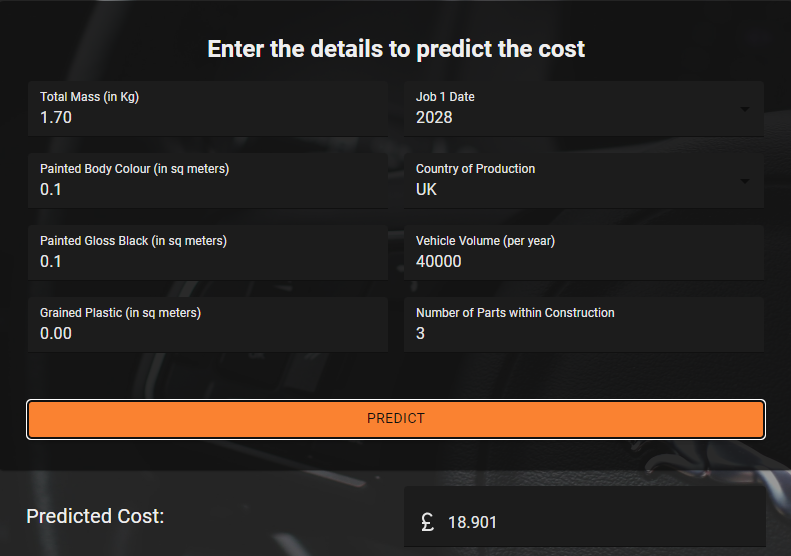 Enter the details to predict the cost
Total Mass (in Kg)
1.70
Job 1 Date
2028
Painted Body Colour (in sq meters)
0.1
Country of Production
UK
Painted Gloss Black (in sq meters)
0.1
Vehicle Volume (per year)
40000
Grained Plastic (in sq meters)
0.00
Number of Parts within Construction
3
PREDICT
Predicted Cost:
£ 18.901